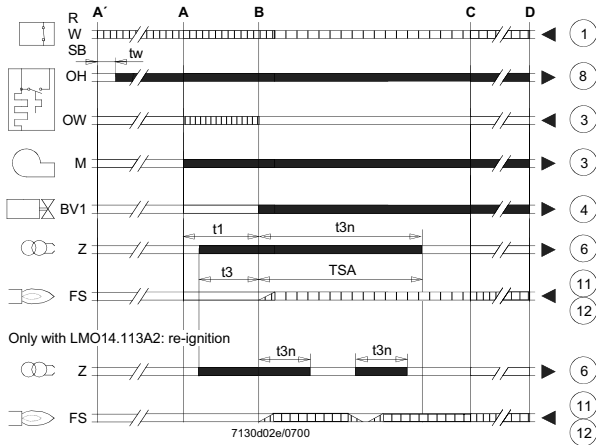 A´ A B C D
R
W 1
SB
tw
OH 8
OW 3
M 3
BV1 4
t1 t3n
Z 6
t3 TSA
FS 11
12
Only with LMO14.113A2: re-ignition
t3n t3n
Z 6
FS 11
7130d02e/0700 12